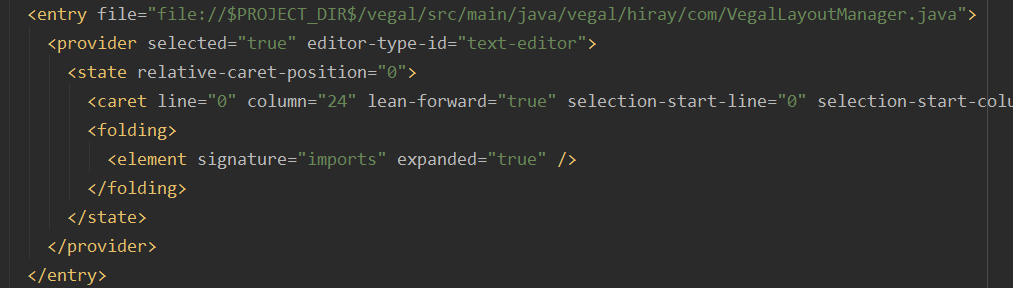 <entry file="file://$PROJECT_DIR$/vegal/src/main/java/vegal/hiray/com/VegalLayoutManager.java">
<provider selected="true" editor-type-id="text-editor">
<state relative-caret-position="0">
<caret line="0" column="24" lean-forward="true" selection-start-line="0" selection-start-colu
<folding>
<element signature="imports" expanded="true" />
</folding>
</state>
</provider>
</entry>